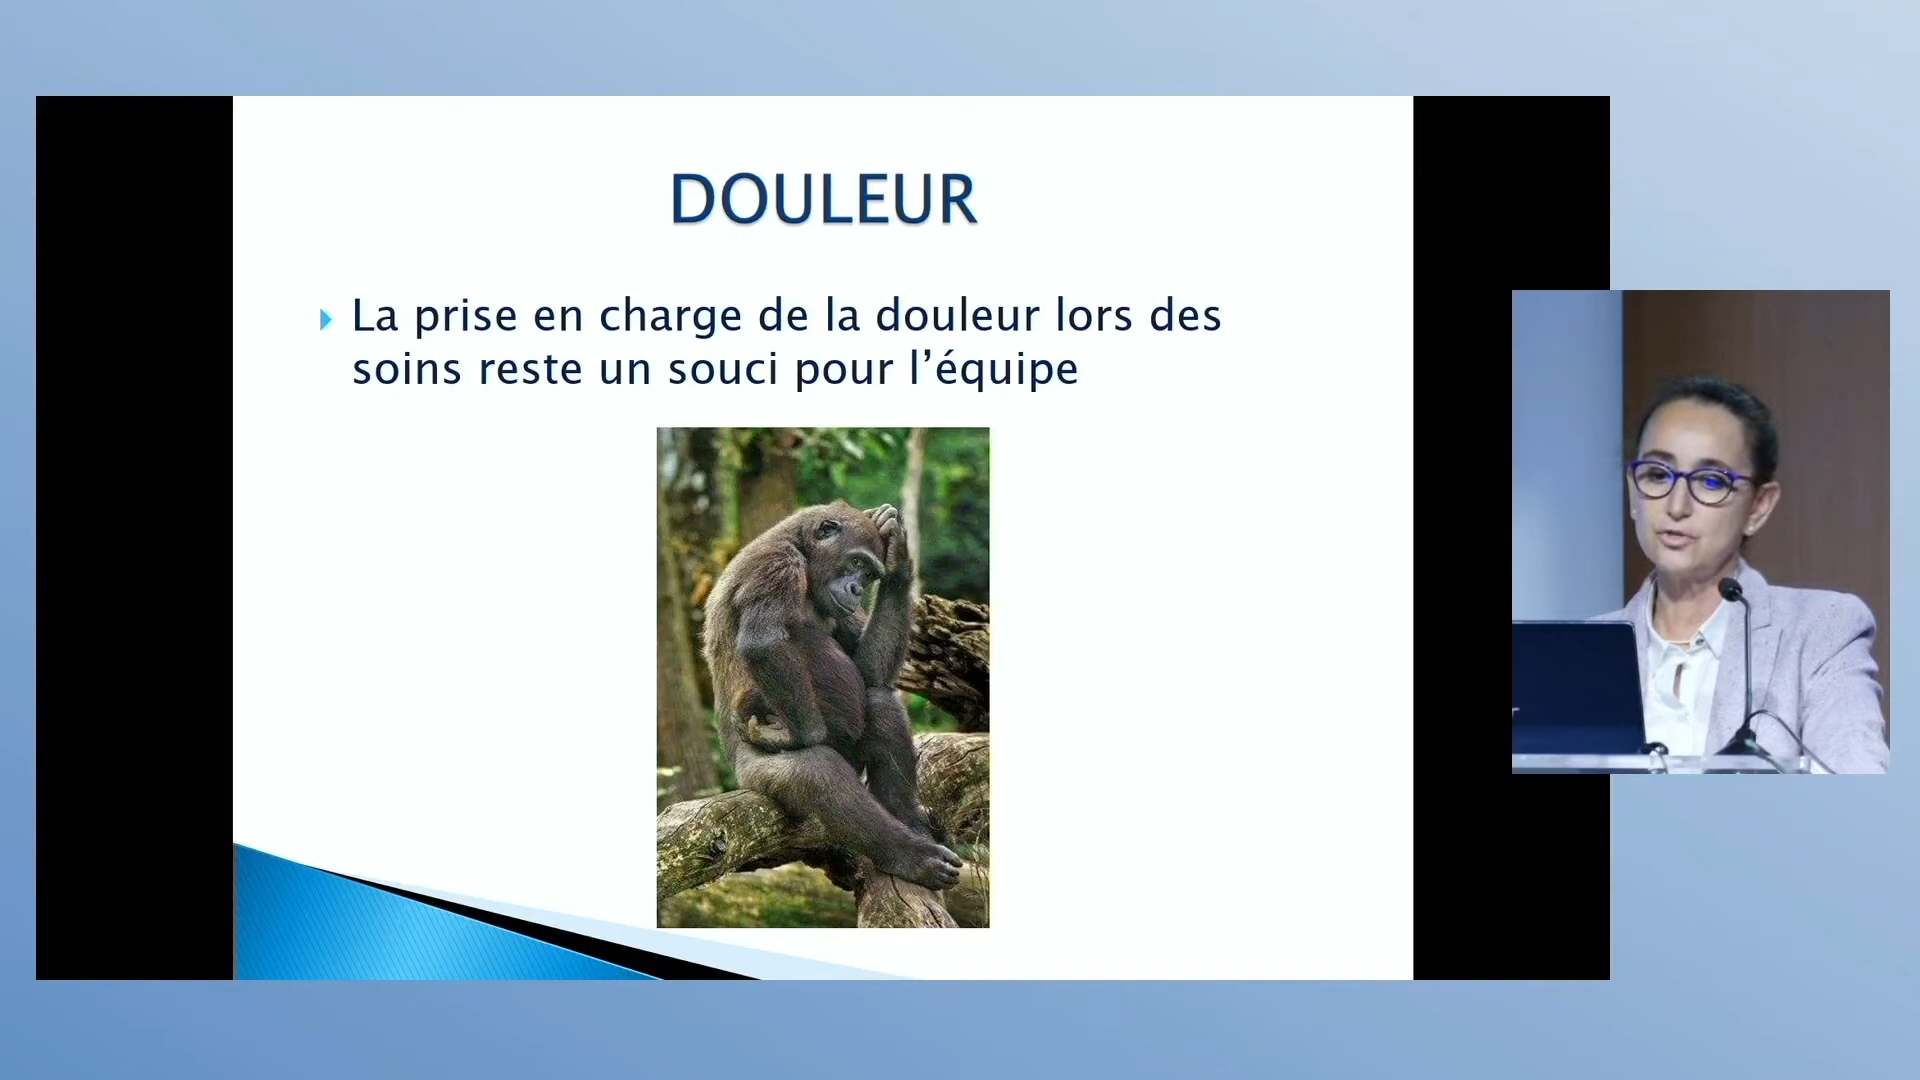 DOULEUR
La prise en charge de la douleur lors des
soins reste un souci pour l’équipe